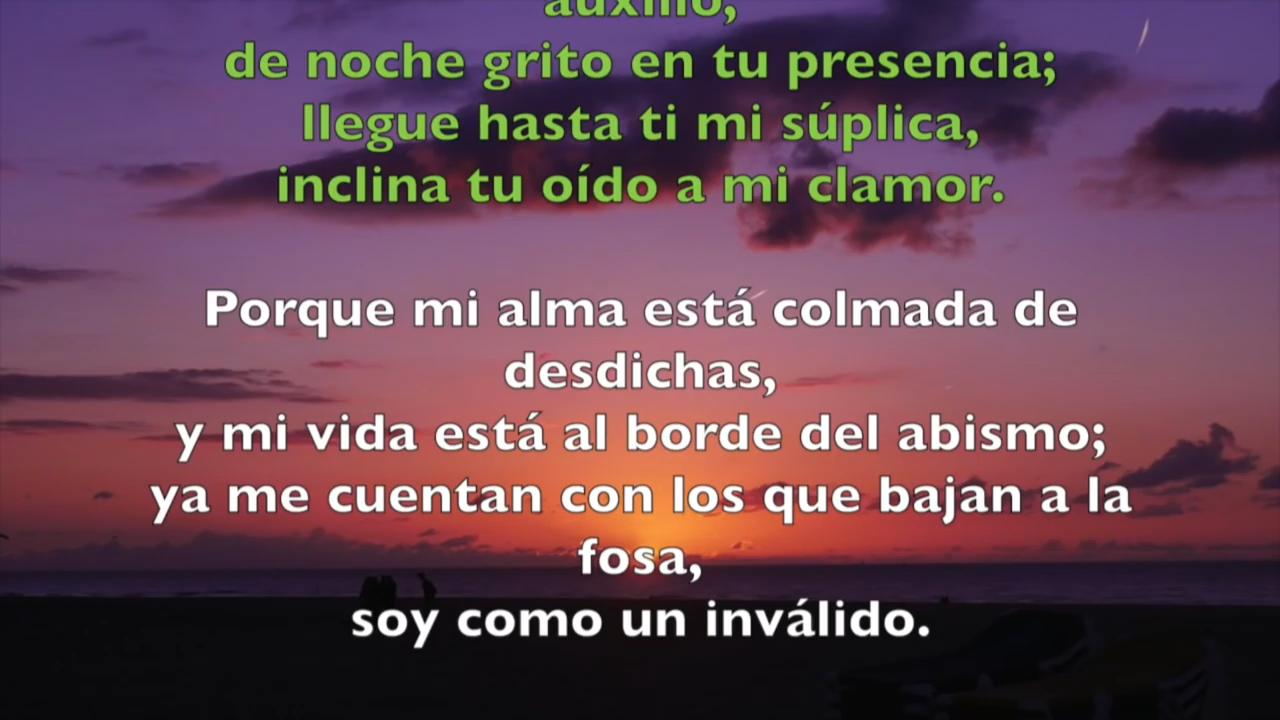 auxilio,
de noche grito en tu presencia;
llegue hasta ti mi súplica,
inclina tu oído a mi clamor.
Porque mi alma está colmada de
desdichas,
y mi vida está al borde del abismo;
ya me cuentan con los que bajan a la
fosa,
soy como un inválido.